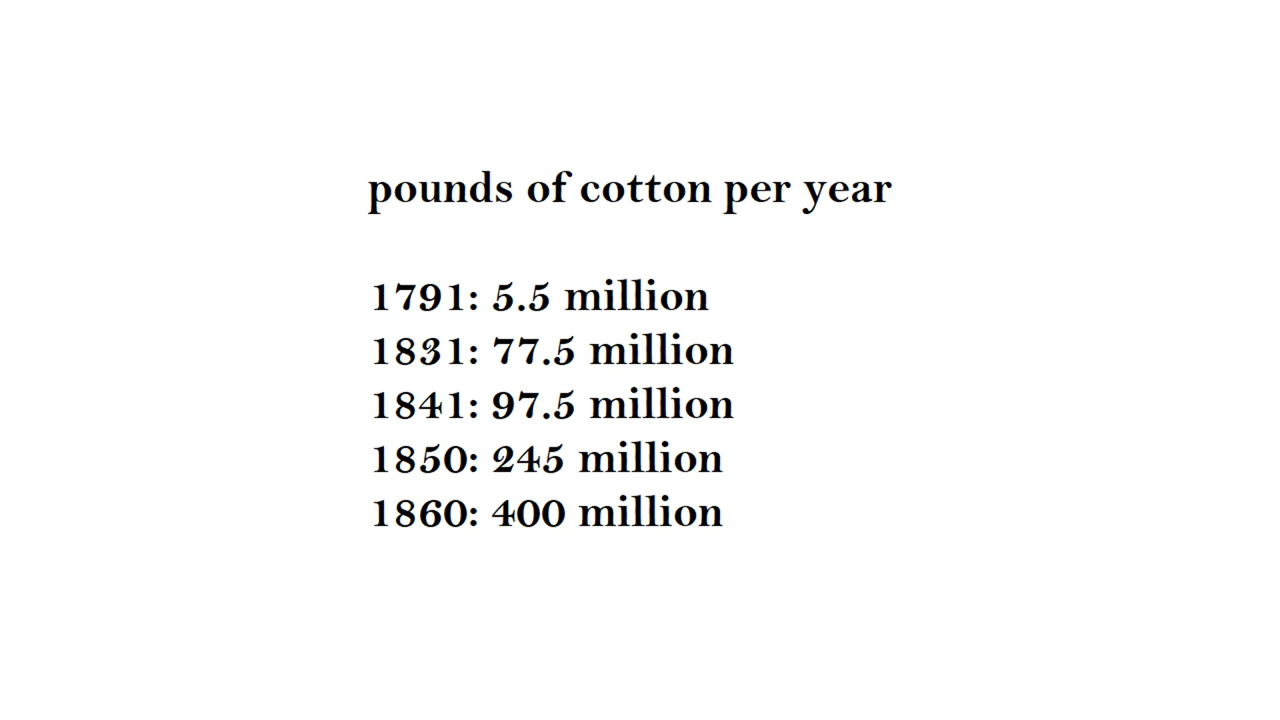 pounds of cotton per year
1791: 5.5 million
1831: 77.5 million
1841: 97.5 million
1850: 245 million
1860: 400 million